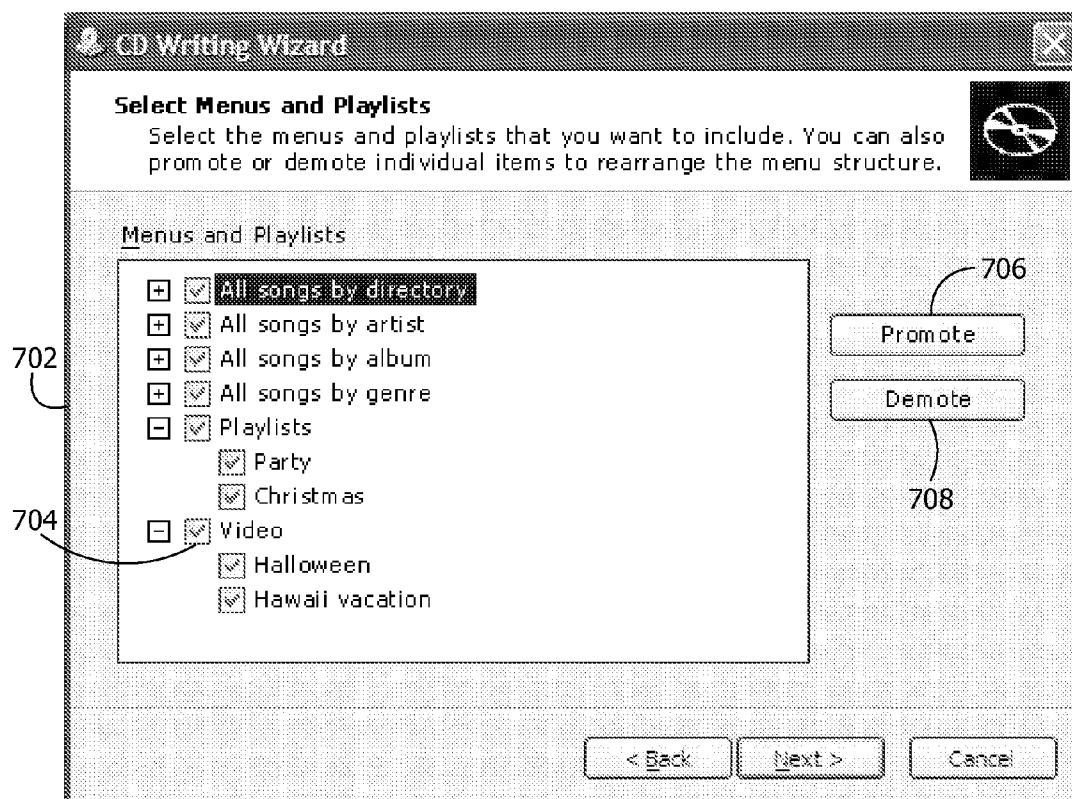 CD Writing Wizard
Select Menus and Playlists
Select the menus and playlists that you want to include. You can also
promote or demote individual items to rearrange the menu structure.
Menus and Playlists
All songs by directory
All songs by artist
All songs by album
All songs by genre
Playlists
Party
Christmas
Video
Halloween
Hawaii vacation
702
704
706
Promote
Demote
708
< Back
Next >
Cancel